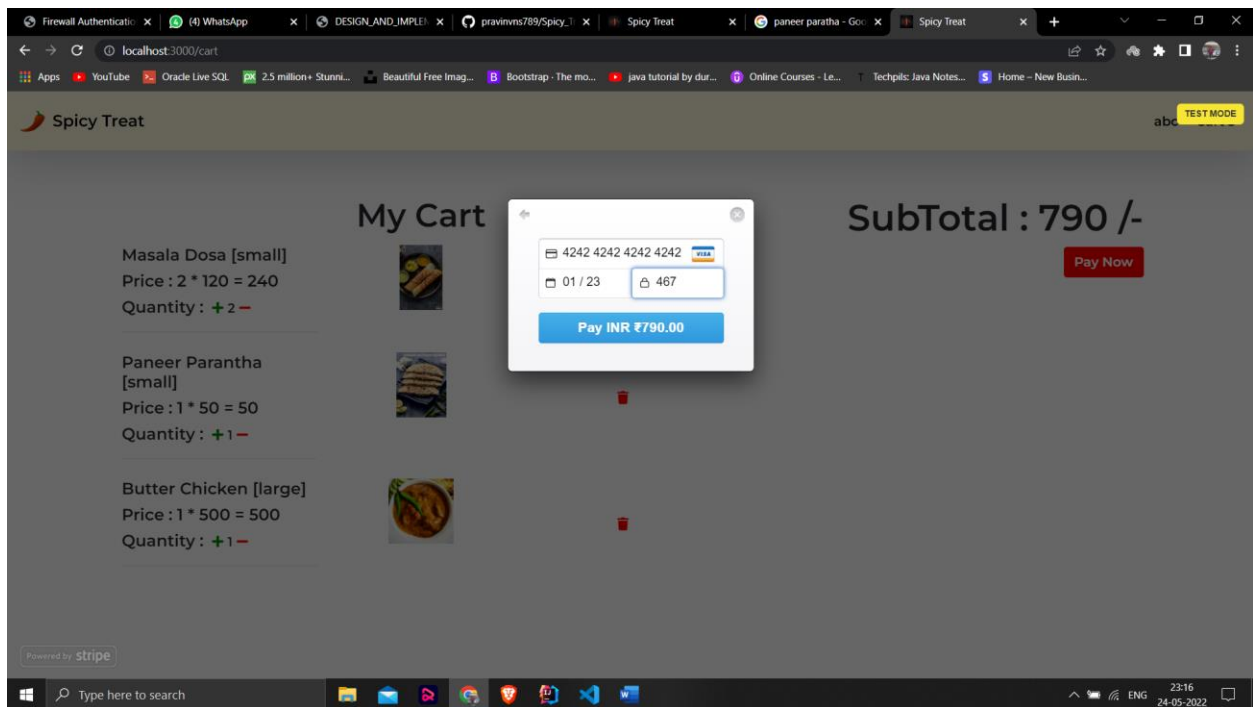 Firewall Authenticatio
(4) WhatsApp
DESIGN_AND_IMPLEN
pravinvns789/Spicy_T
Spicy Treat
paneer paratha - Goo
Spicy Treat
localhost:3000/cart
Apps
YouTube
Oracle Live SQL
2.5 million+ Stunni...
Beautiful Free Imag...
Bootstrap · The mo...
java tutorial by dur...
Online Courses - Le...
Techpils: Java Notes...
Home – New Busin...
Spicy Treat
TEST MODE
My Cart
SubTotal : 790 /-
Pay Now
Masala Dosa [small]
Price : 2 * 120 = 240
Quantity : + 2 −
4242 4242 4242 4242 VISA
01 / 23
467
Pay INR ₹790.00
Paneer Parantha
[small]
Price : 1 * 50 = 50
Quantity : + 1 −
Butter Chicken [large]
Price : 1 * 500 = 500
Quantity : + 1 −
Powered by stripe
Type here to search
ENG
23:16
24-05-2022